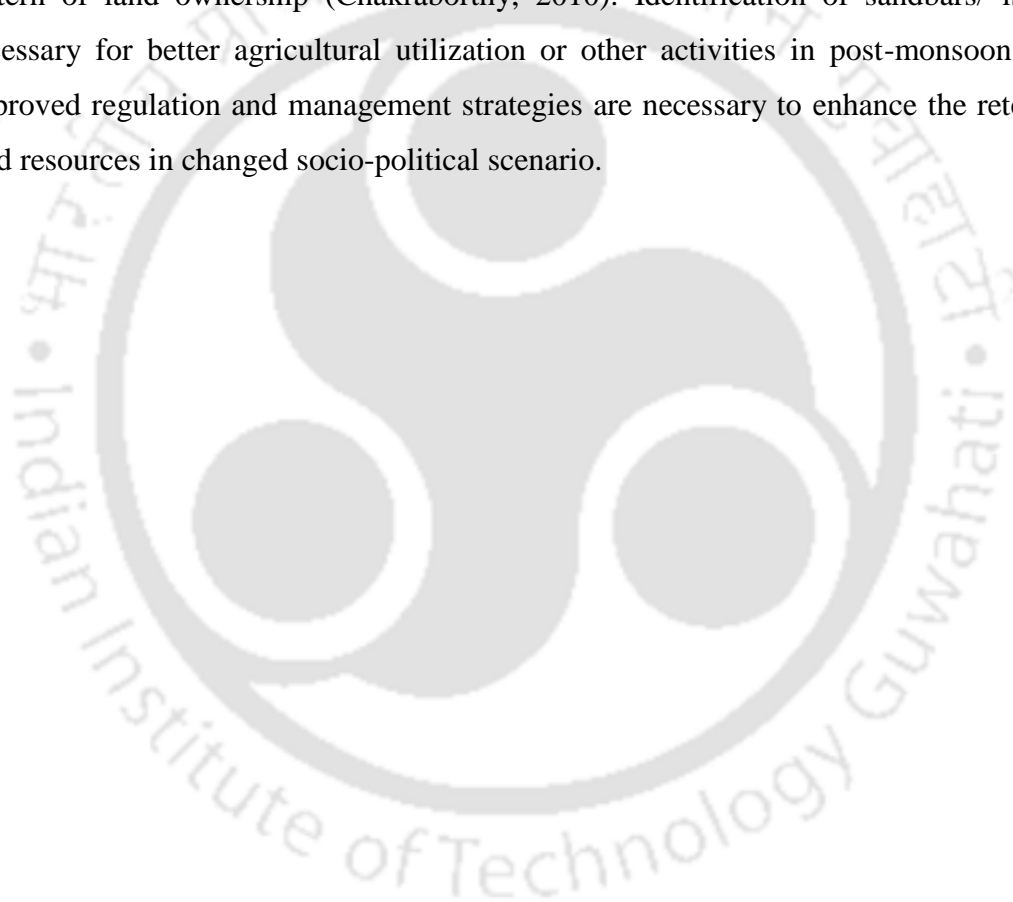 tern of land ownership (Chakraborthy, 2010). Identification of sandbars/
essary for better agricultural utilization or other activities in post-monsoon
proved regulation and management strategies are necessary to enhance the rete
d resources in changed socio-political scenario.
• Indian Institute of Technology Guwahati •